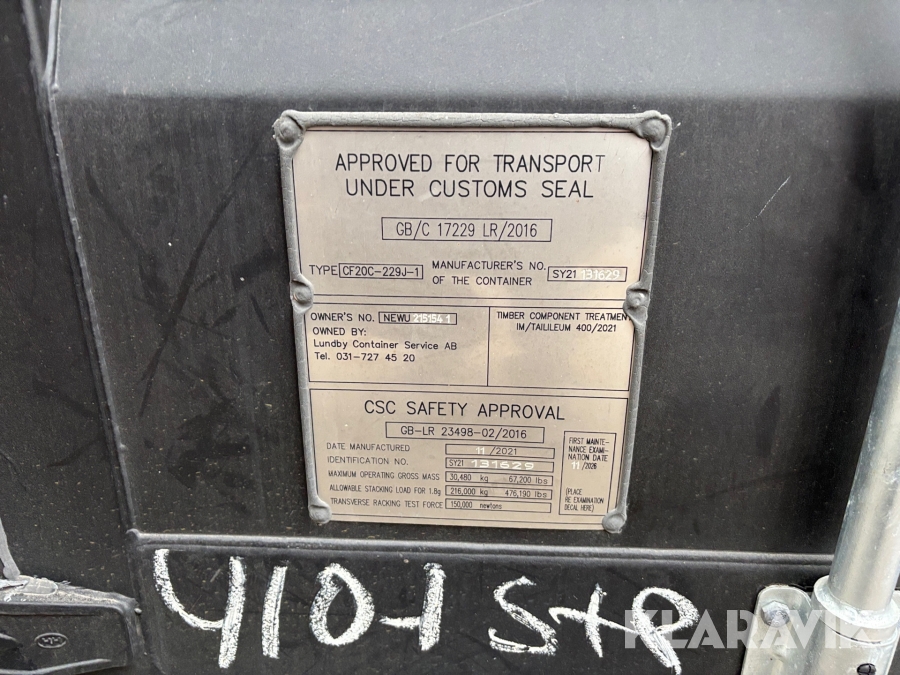 APPROVED FOR TRANSPORT
UNDER CUSTOMS SEAL
GB/C 17229 LR/2016
TYPE CF20C-229J-1
MANUFACTURER'S NO.
OF THE CONTAINER
SY21 131629
OWNER'S NO. NEWU 215154 1
OWNED BY:
Lundby Container Service AB
Tel. 031-727 45 20
TIMBER COMPONENT TREATMENT
IM/TAILILEUM 400/2021
CSC SAFETY APPROVAL
GB-LR 23498-02/2016
DATE MANUFACTURED 11/2021
IDENTIFICATION NO. SY21 131629
MAXIMUM OPERATING GROSS MASS 30,480 kg 67,200 lbs
ALLOWABLE STACKING LOAD FOR 1.8g 216,000 kg 476,190 lbs
TRANSVERSE RACKING TEST FORCE 150,000 newtons
FIRST MAINTE-
NANCE EXAMI-
NATION DATE
11/2026
(PLACE
RE EXAMINATION
DECAL HERE)
KLARAVIK